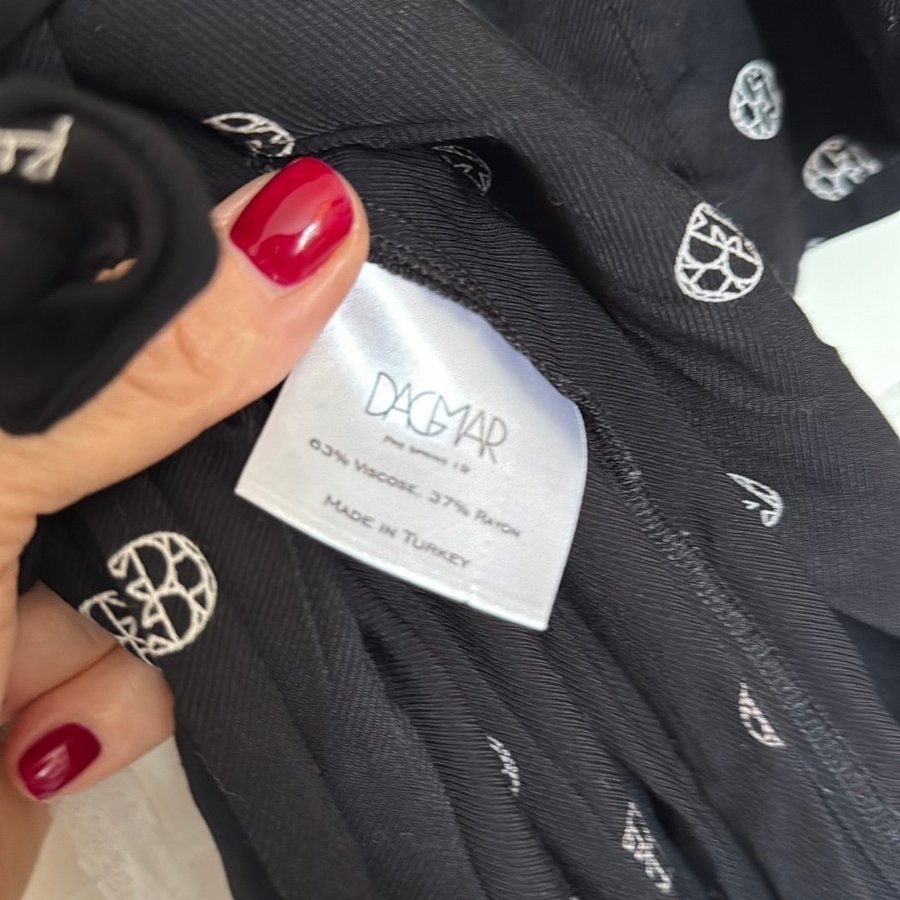 DAGMAR
PRE SPRING 19
63% VISCOSE, 37% RAYON
MADE IN TURKEY